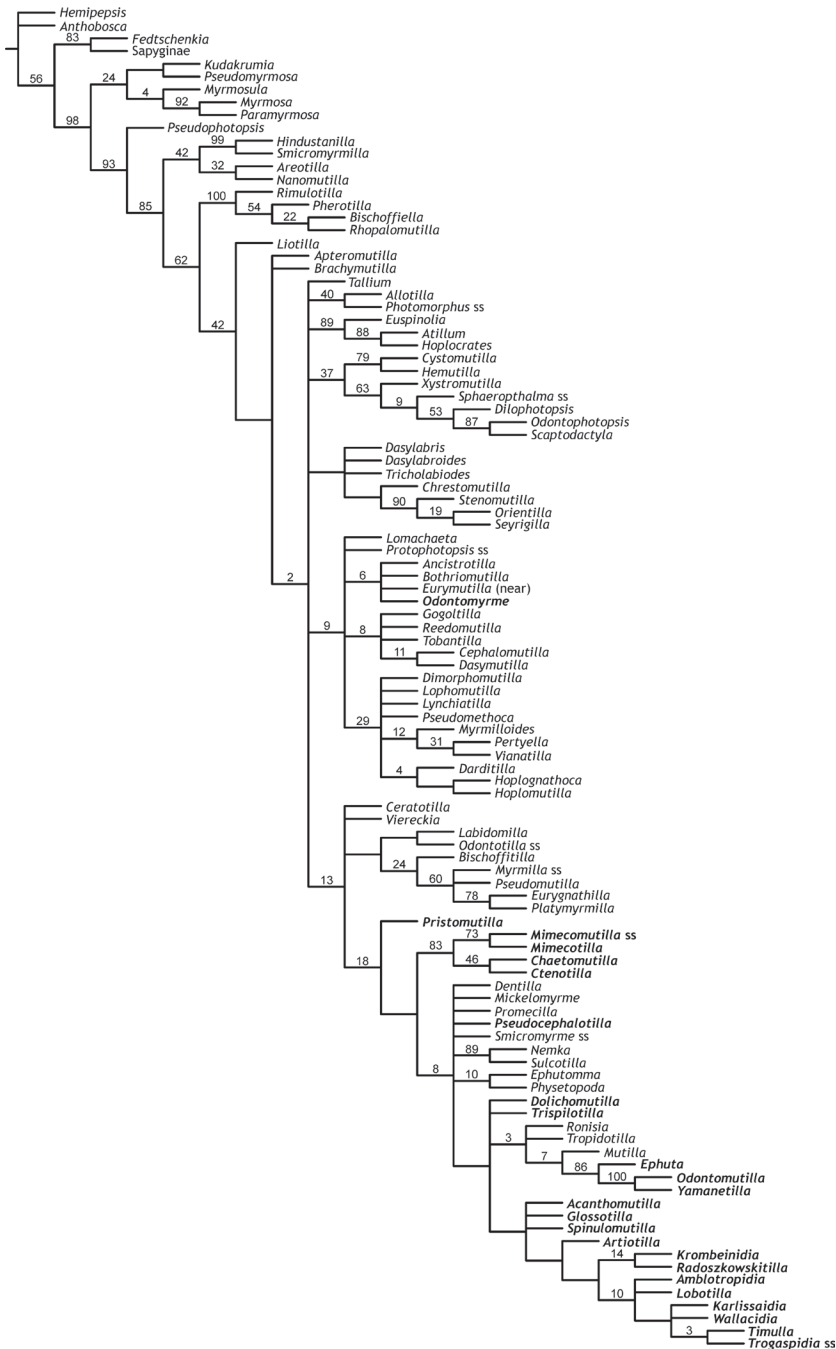 Hemipepsis
Anthobosca
83
Fedtschenkia
Sapyginae
56
Kudakrumia
24
Pseudomyrmosa
Myrmosula
4
92
Myrmosa
Paramyrmosa
98
Pseudophotopsis
99
Hindustanilla
42
Smicromyrmilla
93
32
Areotilla
Nanomutilla
100
Rimulotilla
85
54
Pherotilla
22
Bischoffiella
Rhopalomutilla
Liotilla
62
Apteromutilla
Brachymutilla
Tallium
40
Allotilla
Photomorphus ss
42
89
Euspinolia
88
Atillum
Hoplocrates
79
Cystomutilla
37
Hemutilla
63
Xystromutilla
9
Sphaeropthalma ss
53
Dilophotopsis
87
Odontophotopsis
Scaptodactyla
Dasylabris
Dasylabroides
Tricholabiodes
Chrestomutilla
90
Stenomutilla
19
Orientilla
Seyrigilla
Lomachaeta
Protophotopsis ss
Ancistrotilla
2
6
Bothriomutilla
Eurymutilla (near)
Odontomyrme
Gogoltilla
9
8
Reedomutilla
Tobantilla
11
Cephalomutilla
Dasymutilla
Dimorphomutilla
Lophomutilla
Lynchiatilla
Pseudomethoca
29
12
Myrmilloides
31
Pertyella
Vianatilla
4
Darditilla
Hoplognathoca
Hoplomutilla
Ceratotilla
Viereckia
Labidomilla
Odontotilla ss
24
Bischoffitilla
60
Myrmilla ss
Pseudomutilla
13
78
Eurygnathilla
Platymyrmilla
Pristomutilla
73
Mimecomutilla ss
83
Mimecotilla
18
46
Chaetomutilla
Ctenotilla
Dentilla
Mickelomyrme
Promecilla
Pseudocephalotilla
Smicromyrme ss
89
Nemka
Sulcotilla
8
10
Ephutomma
Physetopoda
Dolichomutilla
Trispilotilla
Ronisia
3
Tropidotilla
7
Mutilla
86
Ephuta
100
Odontomutilla
Yamanetilla
Acanthomutilla
Glossotilla
Spinulomutilla
Artiotilla
14
Krombeinidia
Radoszkowskitilla
Amblotropidia
10
Lobotilla
Karlissaidia
Wallacidia
3
Timulla
Trogaspidia ss